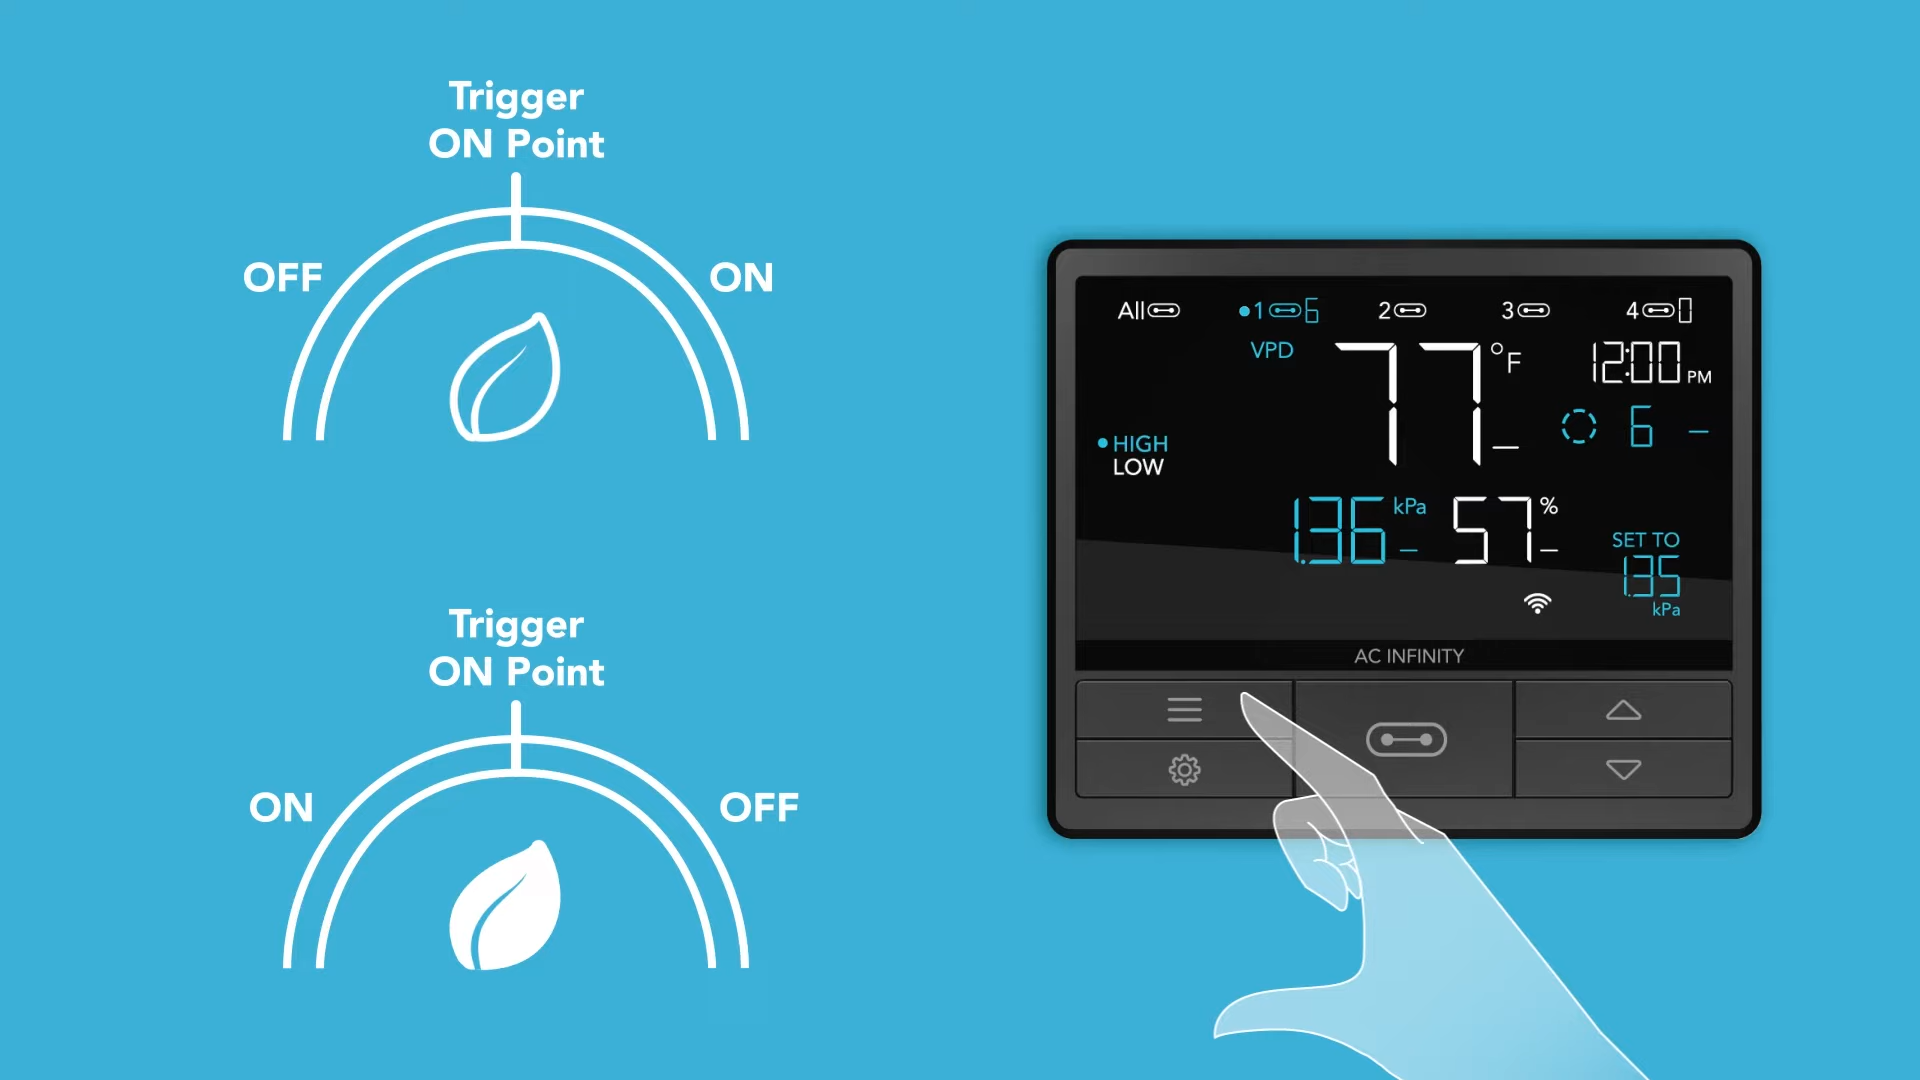 Trigger
ON Point
OFF
ON
Trigger
ON Point
ON
OFF
All
1 6
2
3
4 0
VPD
77 °F
12:00 PM
6 –
HIGH
LOW
1.36 kPa –
57 % –
SET TO
1.35
kPa
AC INFINITY